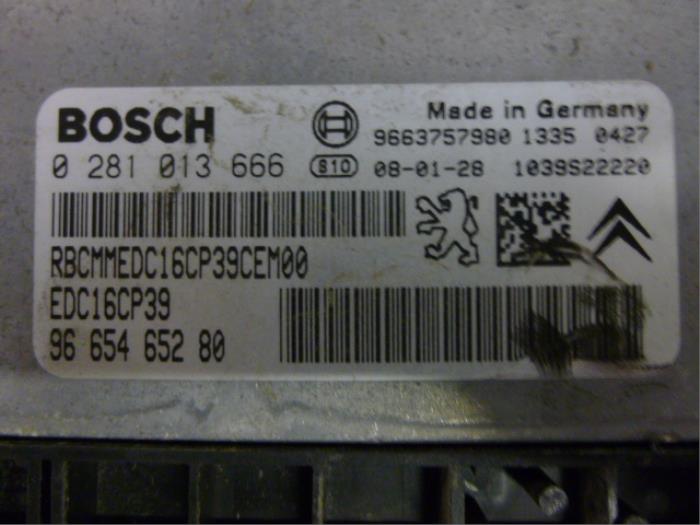 BOSCH
Made in Germany
9663757980 1335 0427
0 281 013 666 S10 08-01-28 1039S22220
RBCMMEDC16CP39CEM00
EDC16CP39
96 654 652 80